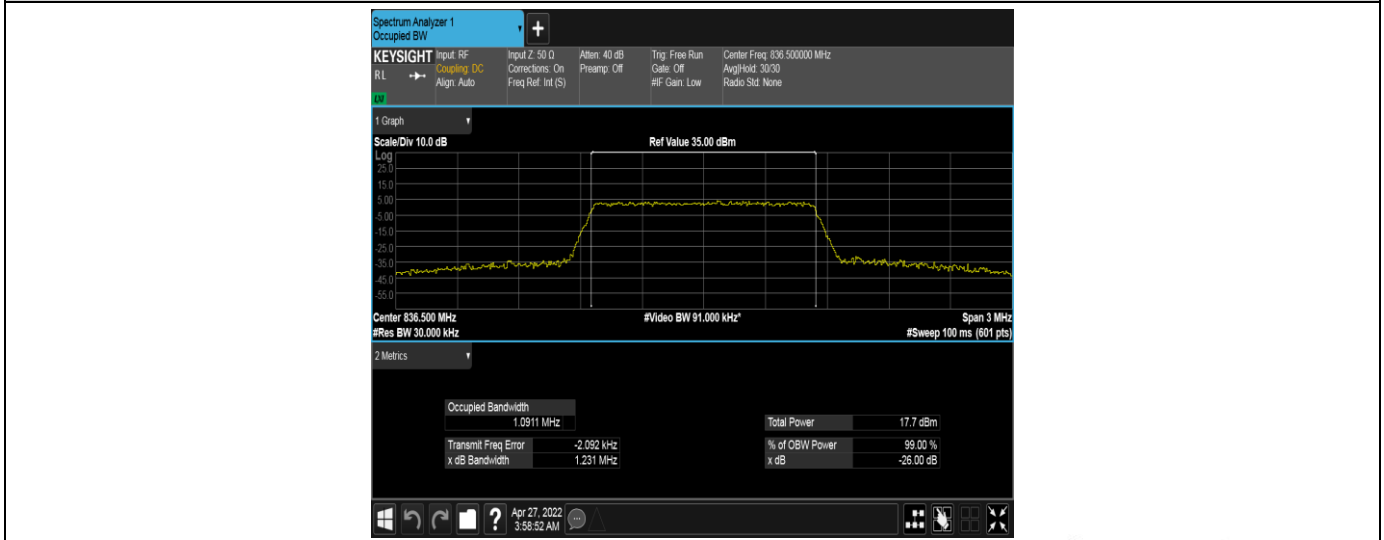 Spectrum Analyzer 1
Occupied BW
+
KEYSIGHT Input: RF Input Z: 50 Ω Atten: 40 dB Trig: Free Run Center Freq: 836.500000 MHz
RL Coupling: DC Corrections: On Preamp: Off Gate: Off Avg|Hold: 30/30
Align: Auto Freq Ref: Int (S) #IF Gain: Low Radio Std: None
1 Graph
Scale/Div 10.0 dB Ref Value 35.00 dBm
Log
25.0
15.0
5.00
-5.00
-15.0
-25.0
-35.0
-45.0
-55.0
Center 836.500 MHz #Video BW 91.000 kHz* Span 3 MHz
#Res BW 30.000 kHz #Sweep 100 ms (601 pts)
2 Metrics
Occupied Bandwidth
1.0911 MHz Total Power 17.7 dBm
Transmit Freq Error -2.092 kHz % of OBW Power 99.00 %
x dB Bandwidth 1.231 MHz x dB -26.00 dB
? Apr 27, 2022
3:58:52 AM